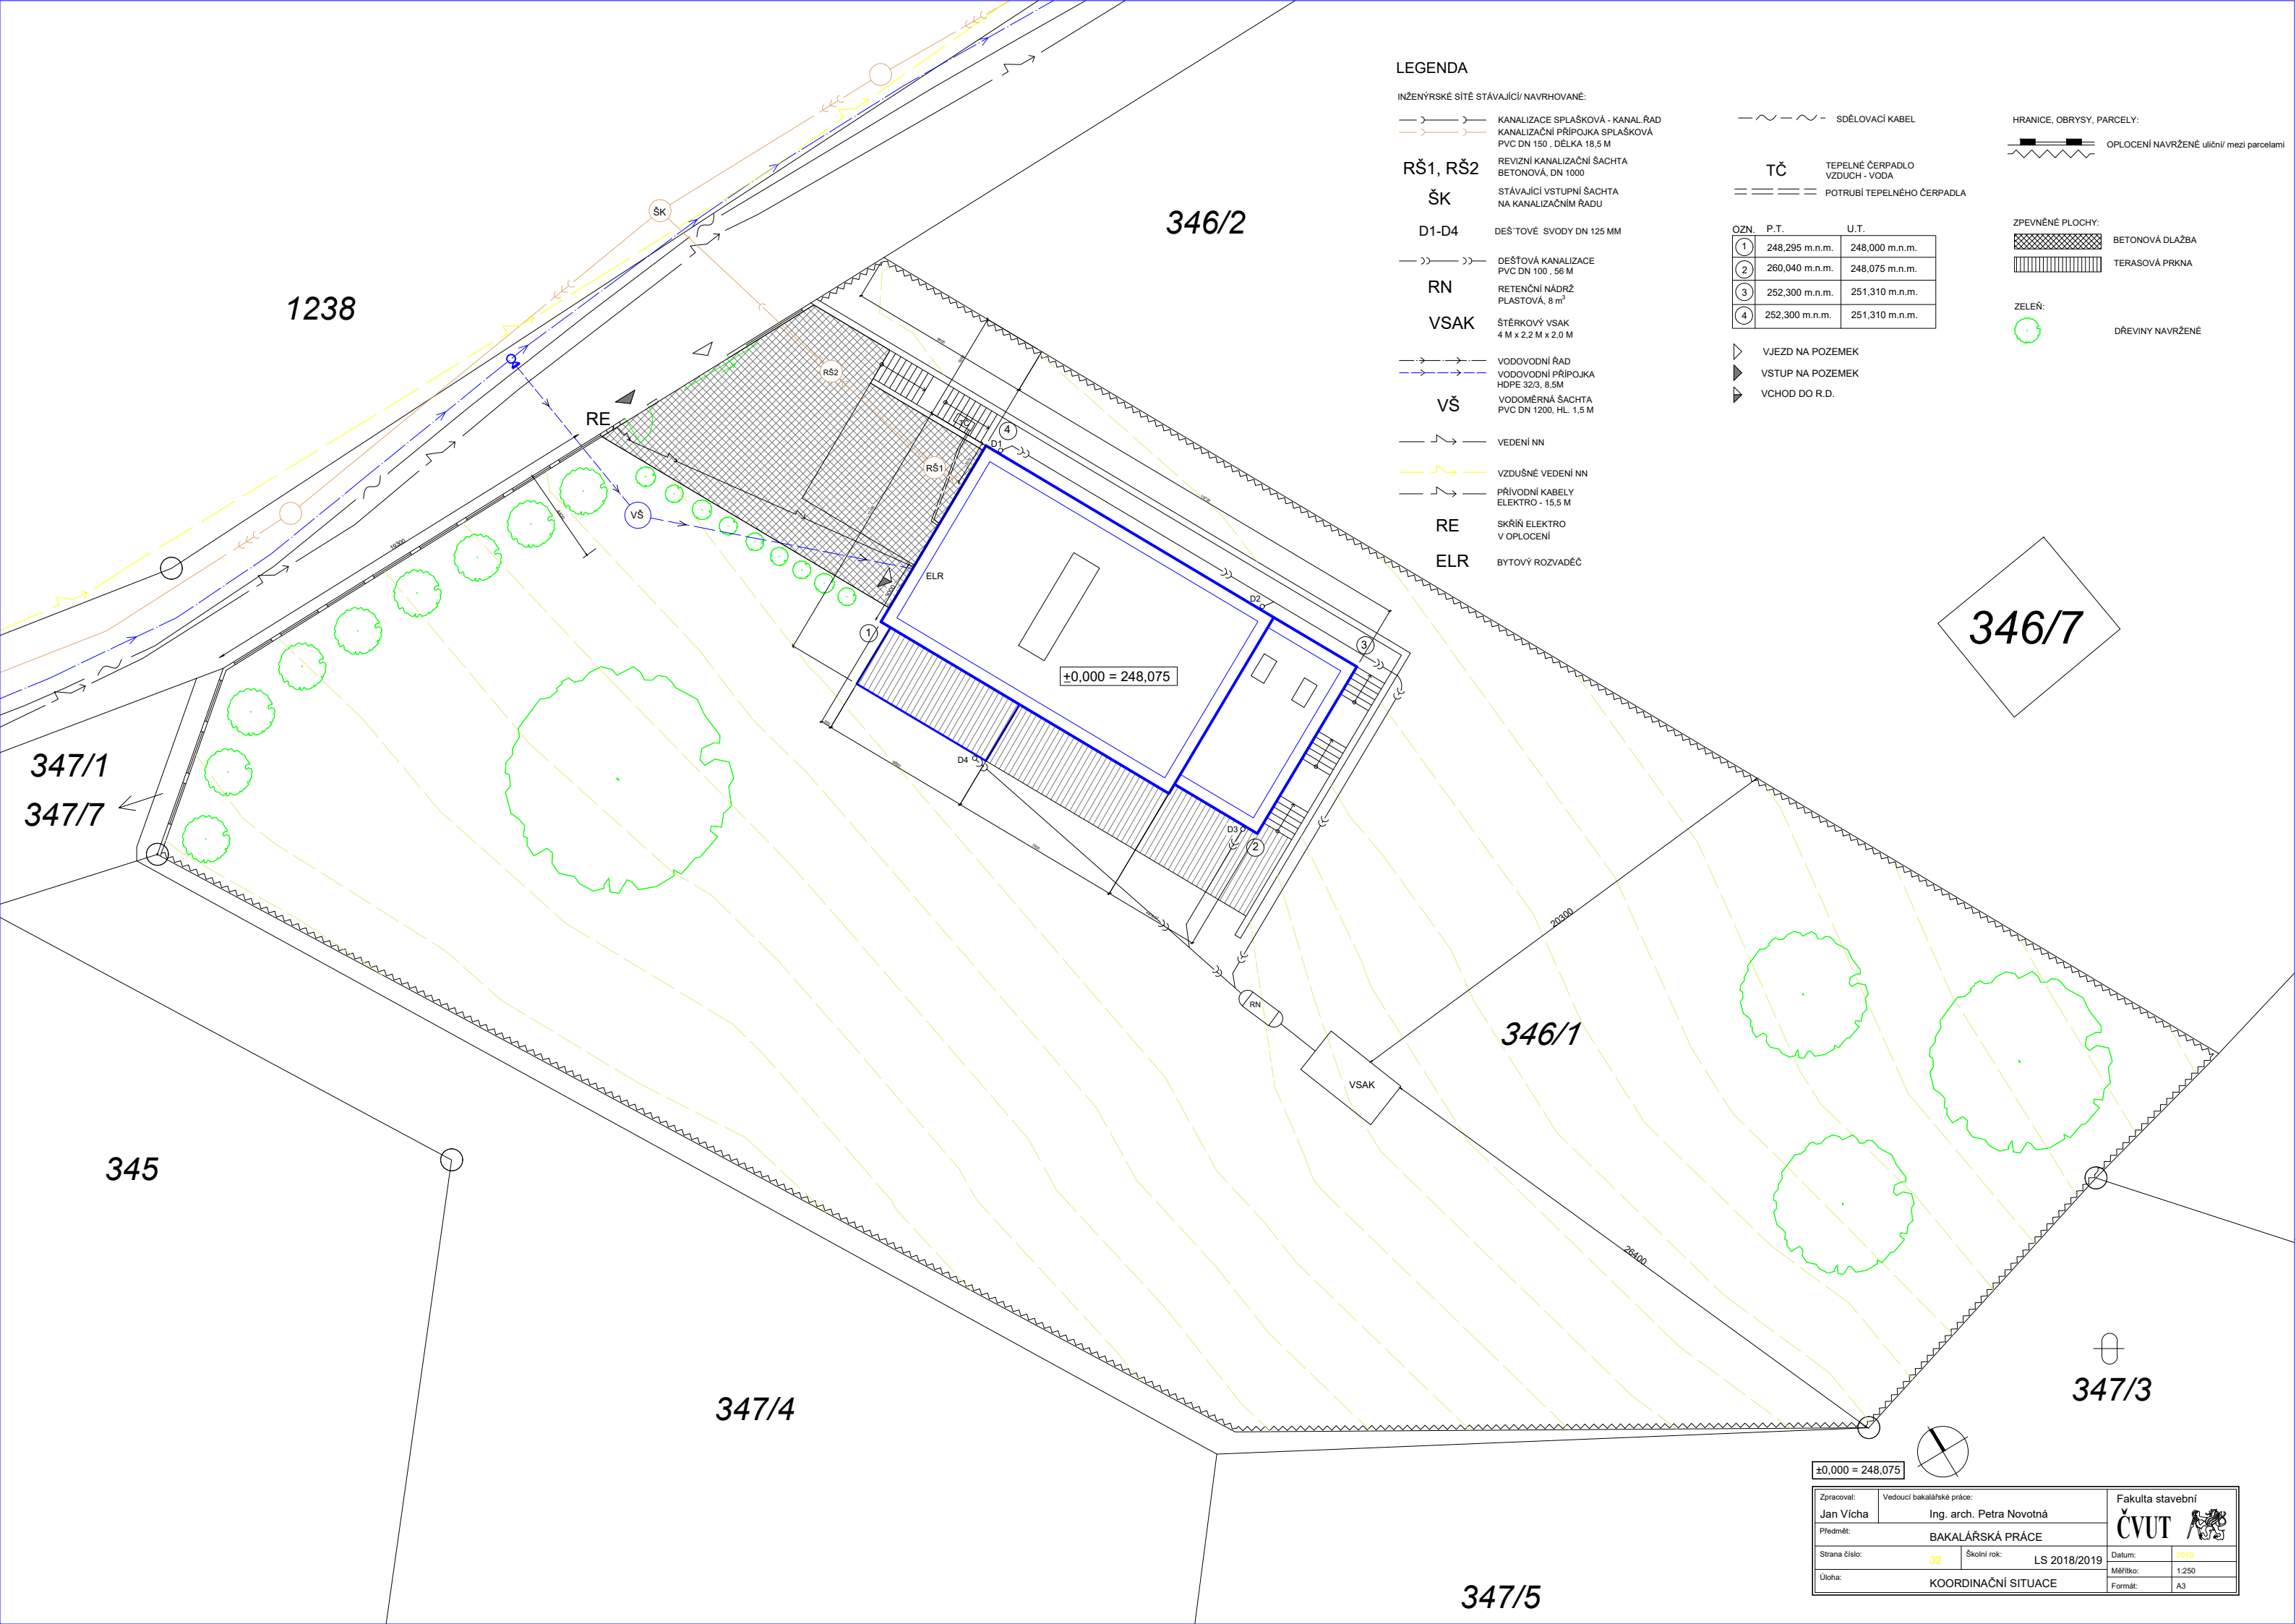 LEGENDA
INŽENÝRSKÉ SÍTĚ STÁVAJÍCÍ/ NAVRHOVANÉ:
KANALIZACE SPLAŠKOVÁ - KANAL.ŘAD
KANALIZAČNÍ PŘÍPOJKA SPLAŠKOVÁ
PVC DN 150 , DÉLKA 18,5 M
RŠ1, RŠ2
REVIZNÍ KANALIZAČNÍ ŠACHTA
BETONOVÁ, DN 1000
ŠK
STÁVAJÍCÍ VSTUPNÍ ŠACHTA
NA KANALIZAČNÍM ŘADU
D1-D4
DEŠ´TOVÉ SVODY DN 125 MM
DEŠŤOVÁ KANALIZACE
PVC DN 100 , 56 M
RN
RETENČNÍ NÁDRŽ
PLASTOVÁ, 8 m³
VSAK
ŠTĚRKOVÝ VSAK
4 M x 2,2 M x 2,0 M
VODOVODNÍ ŘAD
VODOVODNÍ PŘÍPOJKA
HDPE 32/3, 8,5M
VŠ
VODOMĚRNÁ ŠACHTA
PVC DN 1200, HL. 1,5 M
VEDENÍ NN
VZDUŠNÉ VEDENÍ NN
PŘÍVODNÍ KABELY
ELEKTRO - 15,5 M
RE
SKŘÍŇ ELEKTRO
V OPLOCENÍ
ELR
BYTOVÝ ROZVADĚČ
SDĚLOVACÍ KABEL
TČ
TEPELNÉ ČERPADLO
VZDUCH - VODA
POTRUBÍ TEPELNÉHO ČERPADLA
OZN. P.T. U.T.
1 248,295 m.n.m. 248,000 m.n.m.
2 260,040 m.n.m. 248,075 m.n.m.
3 252,300 m.n.m. 251,310 m.n.m.
4 252,300 m.n.m. 251,310 m.n.m.
VJEZD NA POZEMEK
VSTUP NA POZEMEK
VCHOD DO R.D.
HRANICE, OBRYSY, PARCELY:
OPLOCENÍ NAVRŽENÉ uliční/ mezi parcelami
ZPEVNĚNÉ PLOCHY:
BETONOVÁ DLAŽBA
TERASOVÁ PRKNA
ZELEŇ:
DŘEVINY NAVRŽENÉ
346/2
1238
ŠK
RŠ2
RE
TČ
4
D1
RŠ1
VŠ
19300
ELR
D2
1
3
346/7
±0,000 = 248,075
347/1
347/7
D4
D3
2
20300
RN
346/1
VSAK
345
26400
347/4
347/3
347/5
±0,000 = 248,075
Zpracoval:
Jan Vícha
Vedoucí bakalářské práce:
Ing. arch. Petra Novotná
Předmět:
BAKALÁŘSKÁ PRÁCE
Strana číslo:
32
Školní rok:
LS 2018/2019
Úloha:
KOORDINAČNÍ SITUACE
Fakulta stavební
ČVUT
Datum:
Měřítko: 1:250
Formát: A3